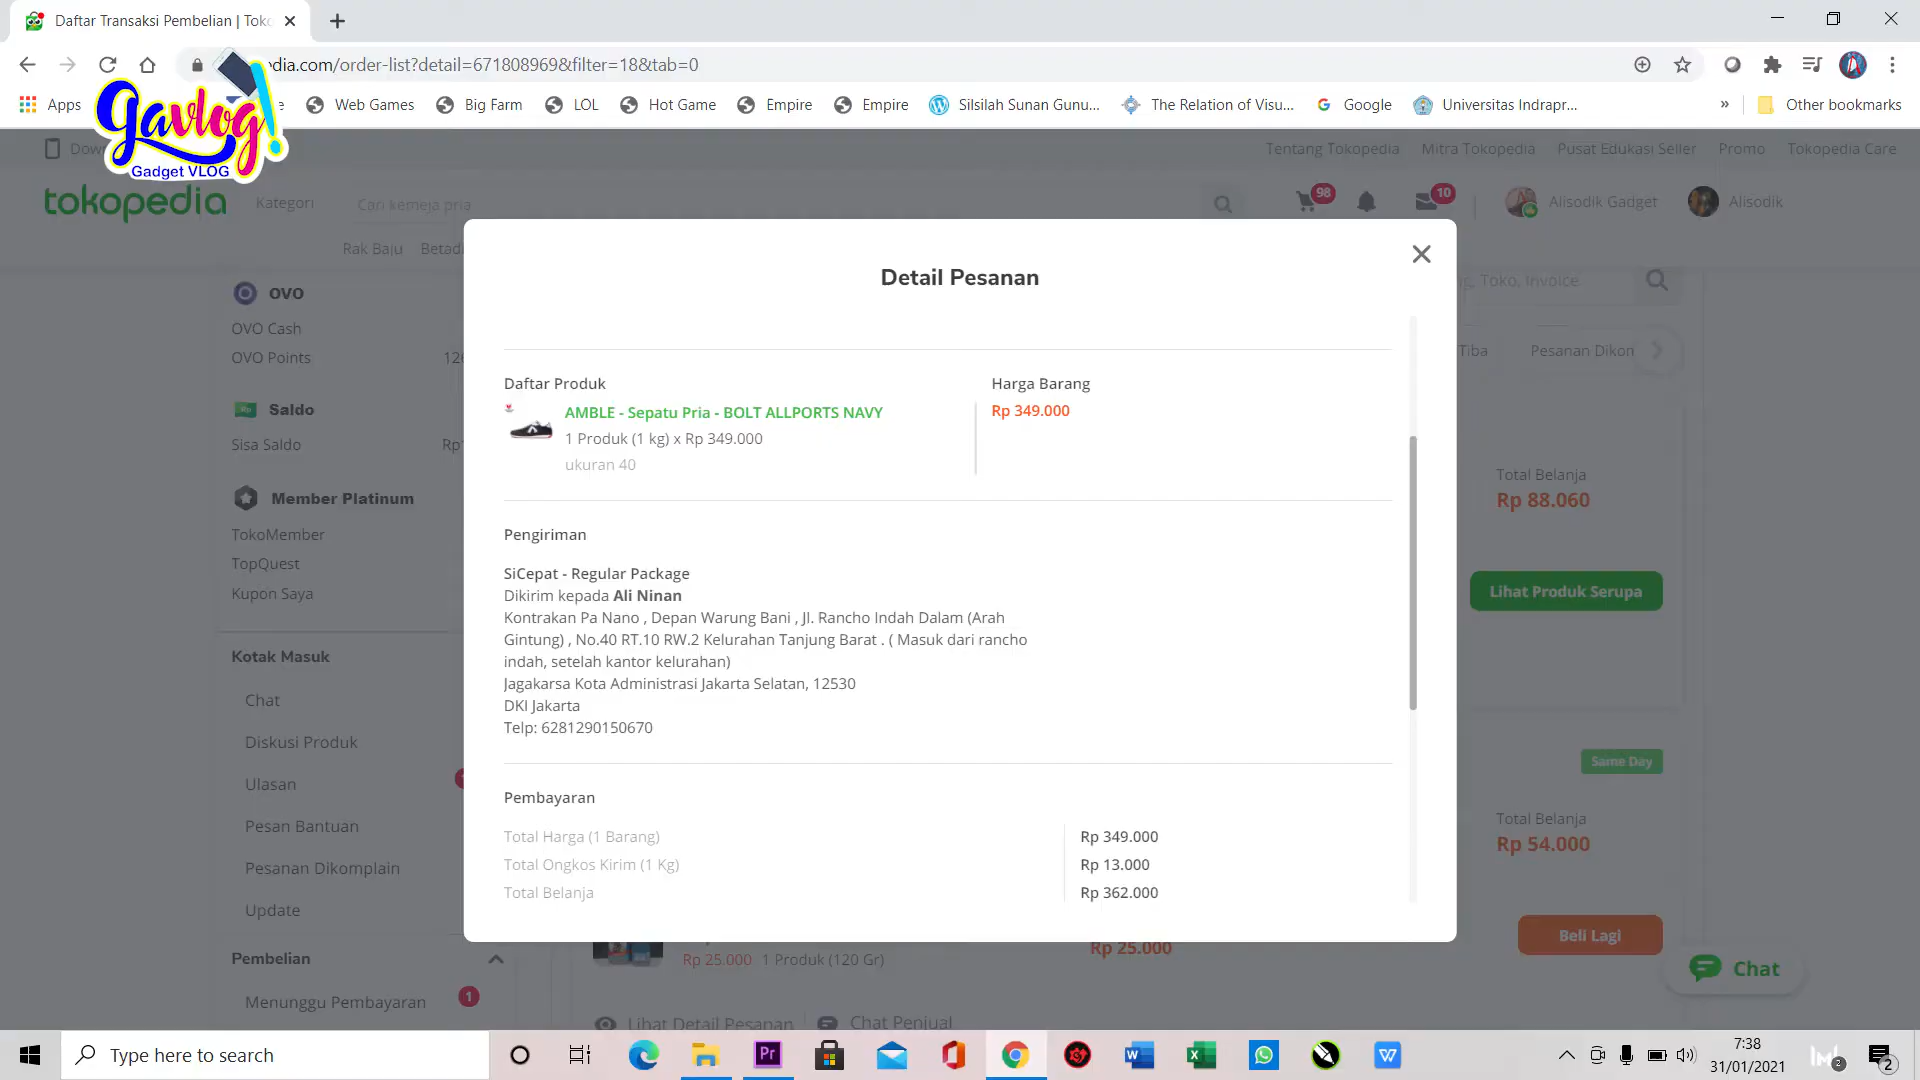 Daftar Transaksi Pembelian | Tok
dia.com/order-list?detail=671808969&filter=18&tab=0
Apps
Web Games
Big Farm
LOL
Hot Game
Empire
Empire
Silsilah Sunan Gunu...
The Relation of Visu...
Google
Universitas Indrapr...
»
Other bookmarks
Gavlog!
Gadget VLOG
Tentang Tokopedia
Mitra Tokopedia
Pusat Edukasi Seller
Promo
Tokopedia Care
tokopedia
Kategori
Cari kemeja pria
98
10
Alisodik Gadget
Alisodik
Rak Baju
Detail Pesanan
OVO
OVO Cash
OVO Points
Saldo
Sisa Saldo
Rp
Member Platinum
TokoMember
TopQuest
Kupon Saya
Kotak Masuk
Chat
Diskusi Produk
Ulasan
Pesan Bantuan
Pesanan Dikomplain
Update
Pembelian
Menunggu Pembayaran
1
Daftar Produk
AMBLE - Sepatu Pria - BOLT ALLPORTS NAVY
1 Produk (1 kg) x Rp 349.000
ukuran 40
Harga Barang
Rp 349.000
Pengiriman
SiCepat - Regular Package
Dikirim kepada Ali Ninan
Kontrakan Pa Nano , Depan Warung Bani , Jl. Rancho Indah Dalam (Arah
Gintung) , No.40 RT.10 RW.2 Kelurahan Tanjung Barat . ( Masuk dari rancho
indah, setelah kantor kelurahan)
Jagakarsa Kota Administrasi Jakarta Selatan, 12530
DKI Jakarta
Telp: 6281290150670
Pembayaran
Total Harga (1 Barang)
Rp 349.000
Total Ongkos Kirim (1 Kg)
Rp 13.000
Total Belanja
Rp 362.000
Toko, Invoice.
Tiba
Pesanan Dikon
Total Belanja
Rp 88.060
Lihat Produk Serupa
Same Day
Total Belanja
Rp 54.000
Beli Lagi
Chat
Rp 25.000
1 Produk (120 Gr)
Rp 25.000
Lihat Detail Pesanan
Chat Penjual
Type here to search
7:38
31/01/2021
2
2